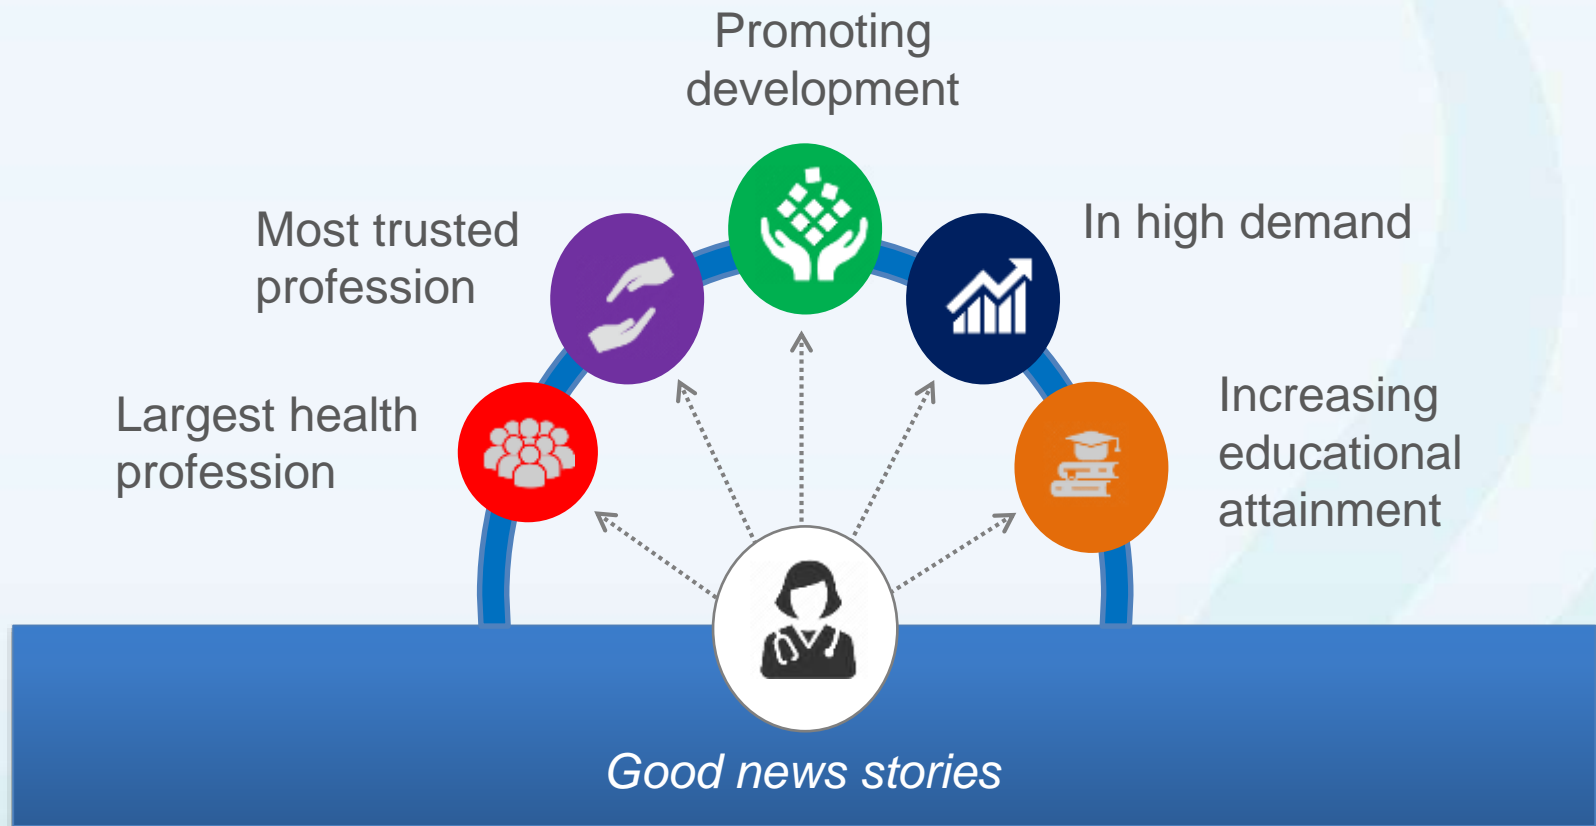 Promoting
development
Most trusted
profession
In high demand
Largest health
profession
Increasing
educational
attainment
Good news stories